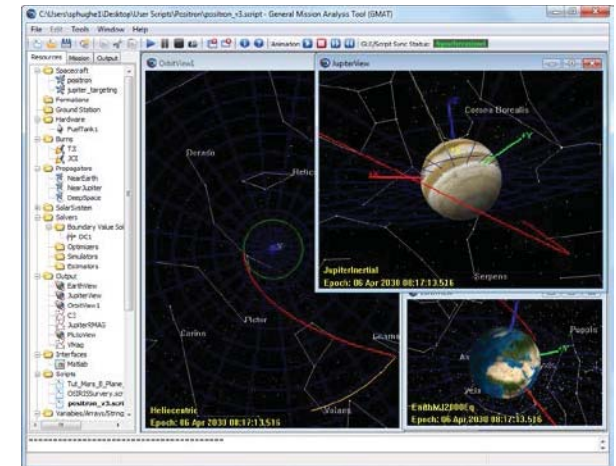 C:\Users\sphughe1\Desktop\User Scripts\Positron\positron_v3.script - General Mission Analysis Tool (GMAT)
File Edit Tools Window Help
Animation
GUI/Script Sync Status:
Resources Mission Output
Spacecraft
positron
jupiter_targeting
Formations
Ground Station
Hardware
FuelTank1
Burns
TJI
JOI
Propagators
NearEarth
NearJupiter
DeepSpace
SolarSystem
Solvers
Boundary Value Sol
DC1
Optimizers
Simulators
Estimators
Output
EarthView
JupiterView
OrbitView1
JupiterRMAG
PlutoView
VMag
Interfaces
Matlab
Scripts
Tut_Mars_B_Plane_
OSIRISSurvery.scr
positron_v3.scri
Variables/Arrays/String
OrbitView1
Dorado
Pictor
Carina
Volans
Heliocentric
Epoch: 06 Apr 2030 08:17:13.516
JupiterView
Corona Borealis
+X
+Y
Serpens
JupiterInertial
Epoch: 06 Apr 2030 08:17:13.516
EarthMJ2000Eq
Epoch: 06 Apr 2030 08:17:13.516